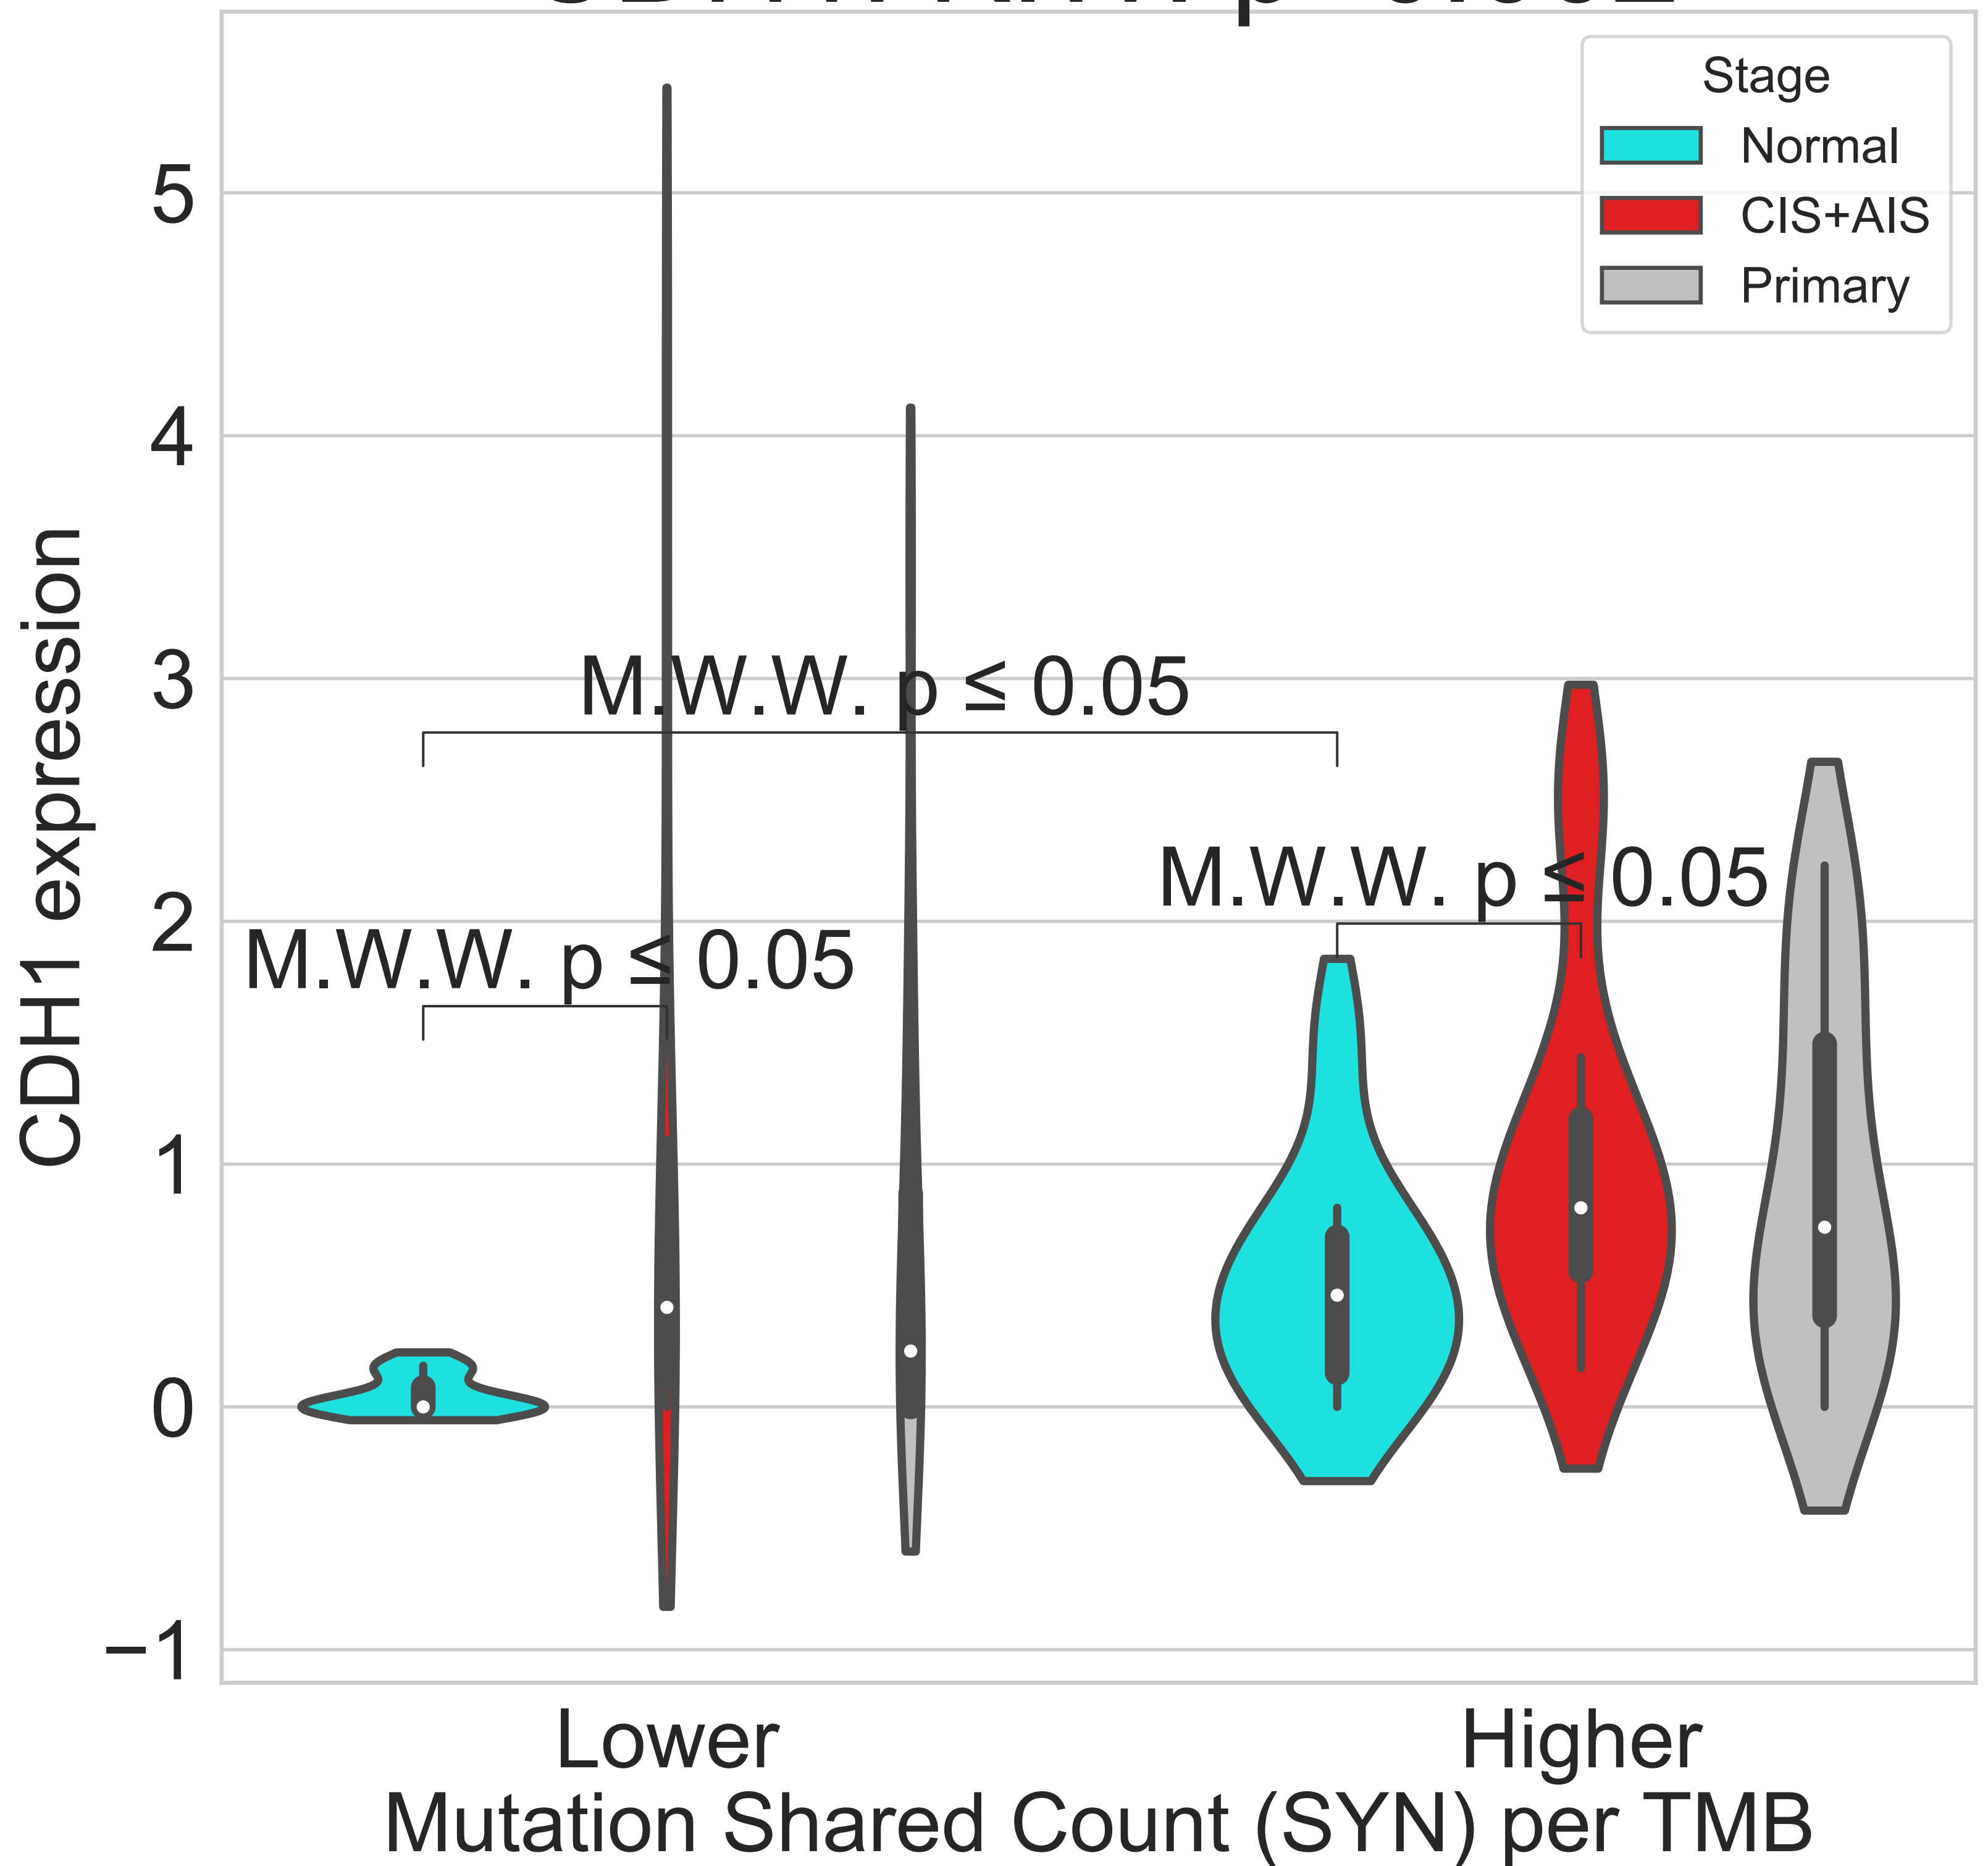 Stage
Normal
CIS+AIS
Primary
5
4
3
2
1
0
−1
CDH1 expression
M.W.W. p ≤ 0.05
M.W.W. p ≤ 0.05
M.W.W. p ≤ 0.05
Lower
Higher
Mutation Shared Count (SYN) per TMB